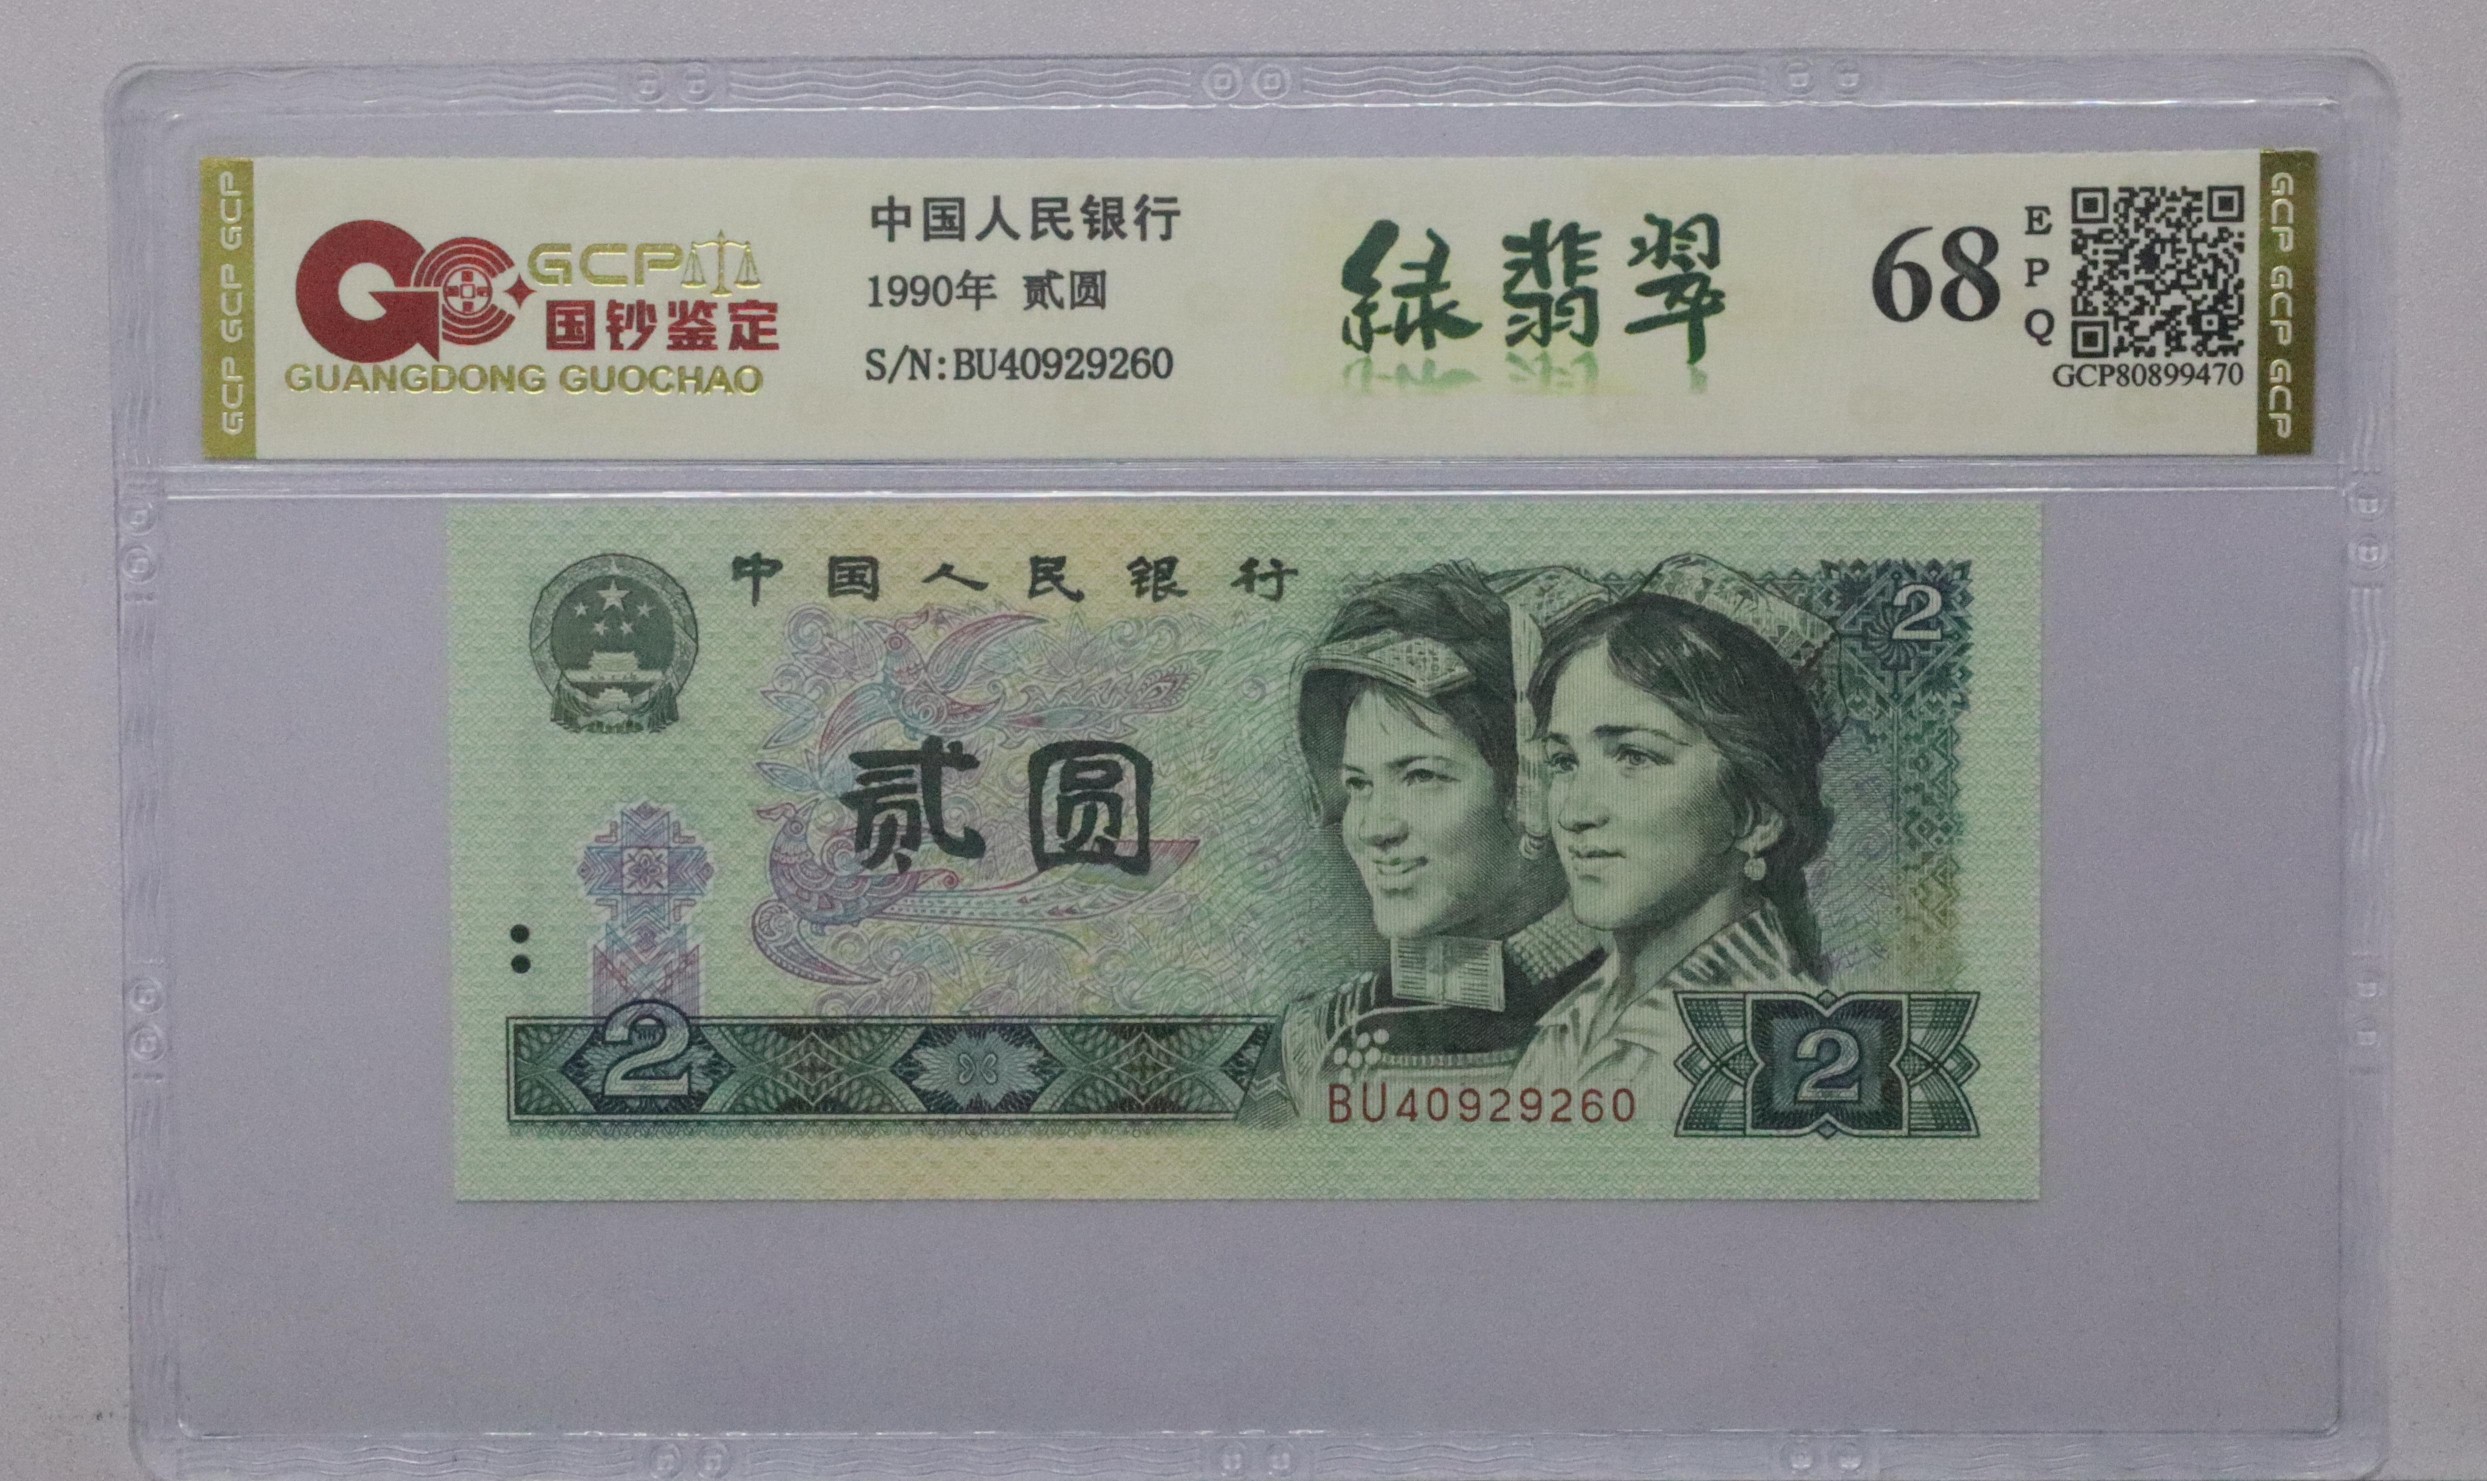 GCP GCP GCP
GCP
国钞鉴定
GUANGDONG GUOCHAO
中国人民银行
1990年 贰圆
S/N:BU40929260
绿翡翠
68
E
P
Q
GCP80899470
GCP GCP GCP
中国人民银行
2
贰圆
2
BU40929260
2